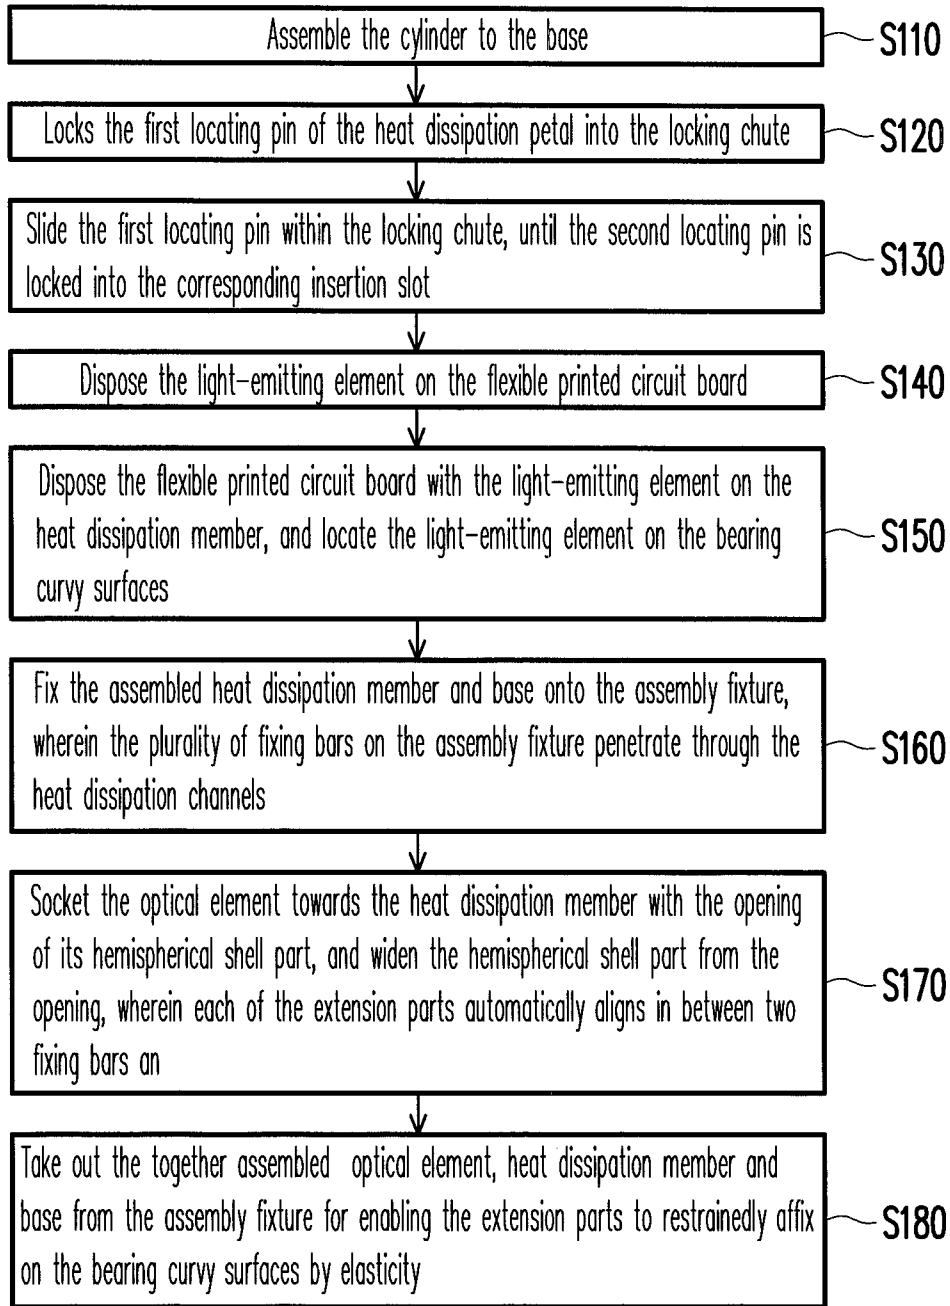 Assemble the cylinder to the base
S110
Locks the first locating pin of the heat dissipation petal into the locking chute
S120
Slide the first locating pin within the locking chute, until the second locating pin is
locked into the corresponding insertion slot
S130
Dispose the light-emitting element on the flexible printed circuit board
S140
Dispose the flexible printed circuit board with the light-emitting element on the
heat dissipation member, and locate the light-emitting element on the bearing
curvy surfaces
S150
Fix the assembled heat dissipation member and base onto the assembly fixture,
wherein the plurality of fixing bars on the assembly fixture penetrate through the
heat dissipation channels
S160
Socket the optical element towards the heat dissipation member with the opening
of its hemispherical shell part, and widen the hemispherical shell part from the
opening, wherein each of the extension parts automatically aligns in between two
fixing bars an
S170
Take out the together assembled optical element, heat dissipation member and
base from the assembly fixture for enabling the extension parts to restrainedly affix
on the bearing curvy surfaces by elasticity
S180